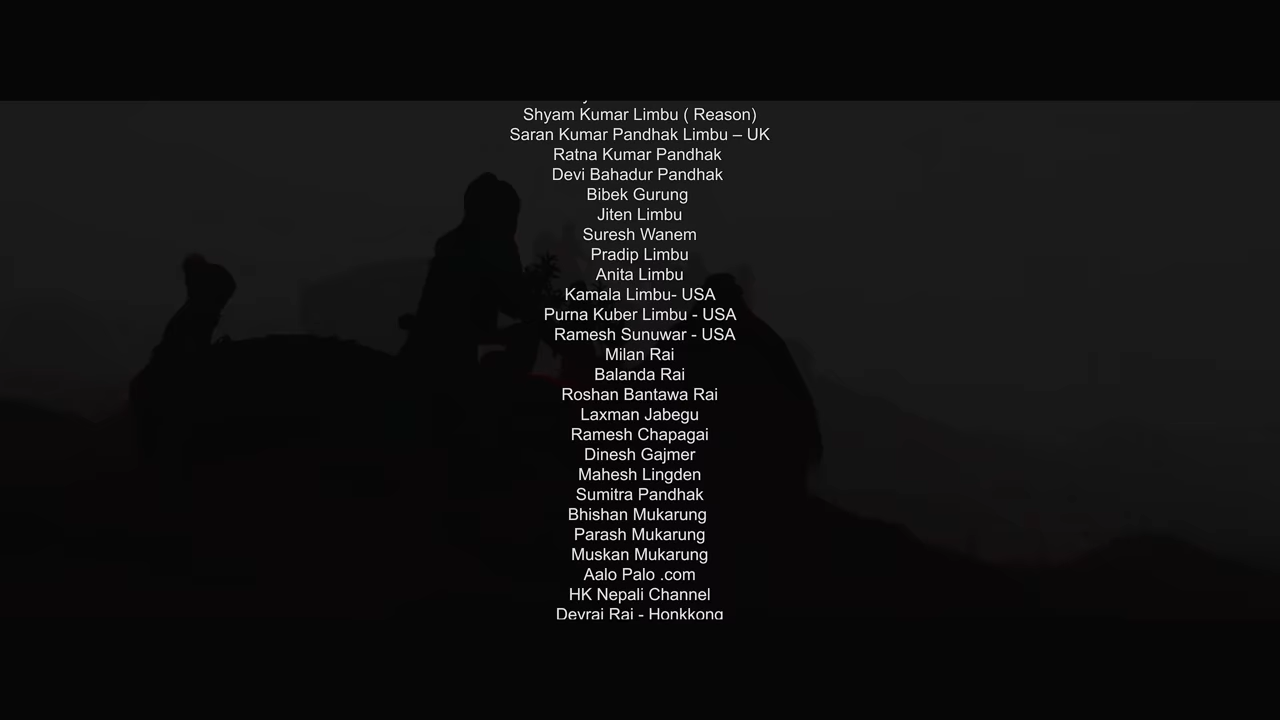 Shyam Kumar Limbu ( Reason)
Saran Kumar Pandhak Limbu – UK
Ratna Kumar Pandhak
Devi Bahadur Pandhak
Bibek Gurung
Jiten Limbu
Suresh Wanem
Pradip Limbu
Anita Limbu
Kamala Limbu- USA
Purna Kuber Limbu - USA
Ramesh Sunuwar - USA
Milan Rai
Balanda Rai
Roshan Bantawa Rai
Laxman Jabegu
Ramesh Chapagai
Dinesh Gajmer
Mahesh Lingden
Sumitra Pandhak
Bhishan Mukarung
Parash Mukarung
Muskan Mukarung
Aalo Palo .com
HK Nepali Channel
Devraj Rai - Honkkong